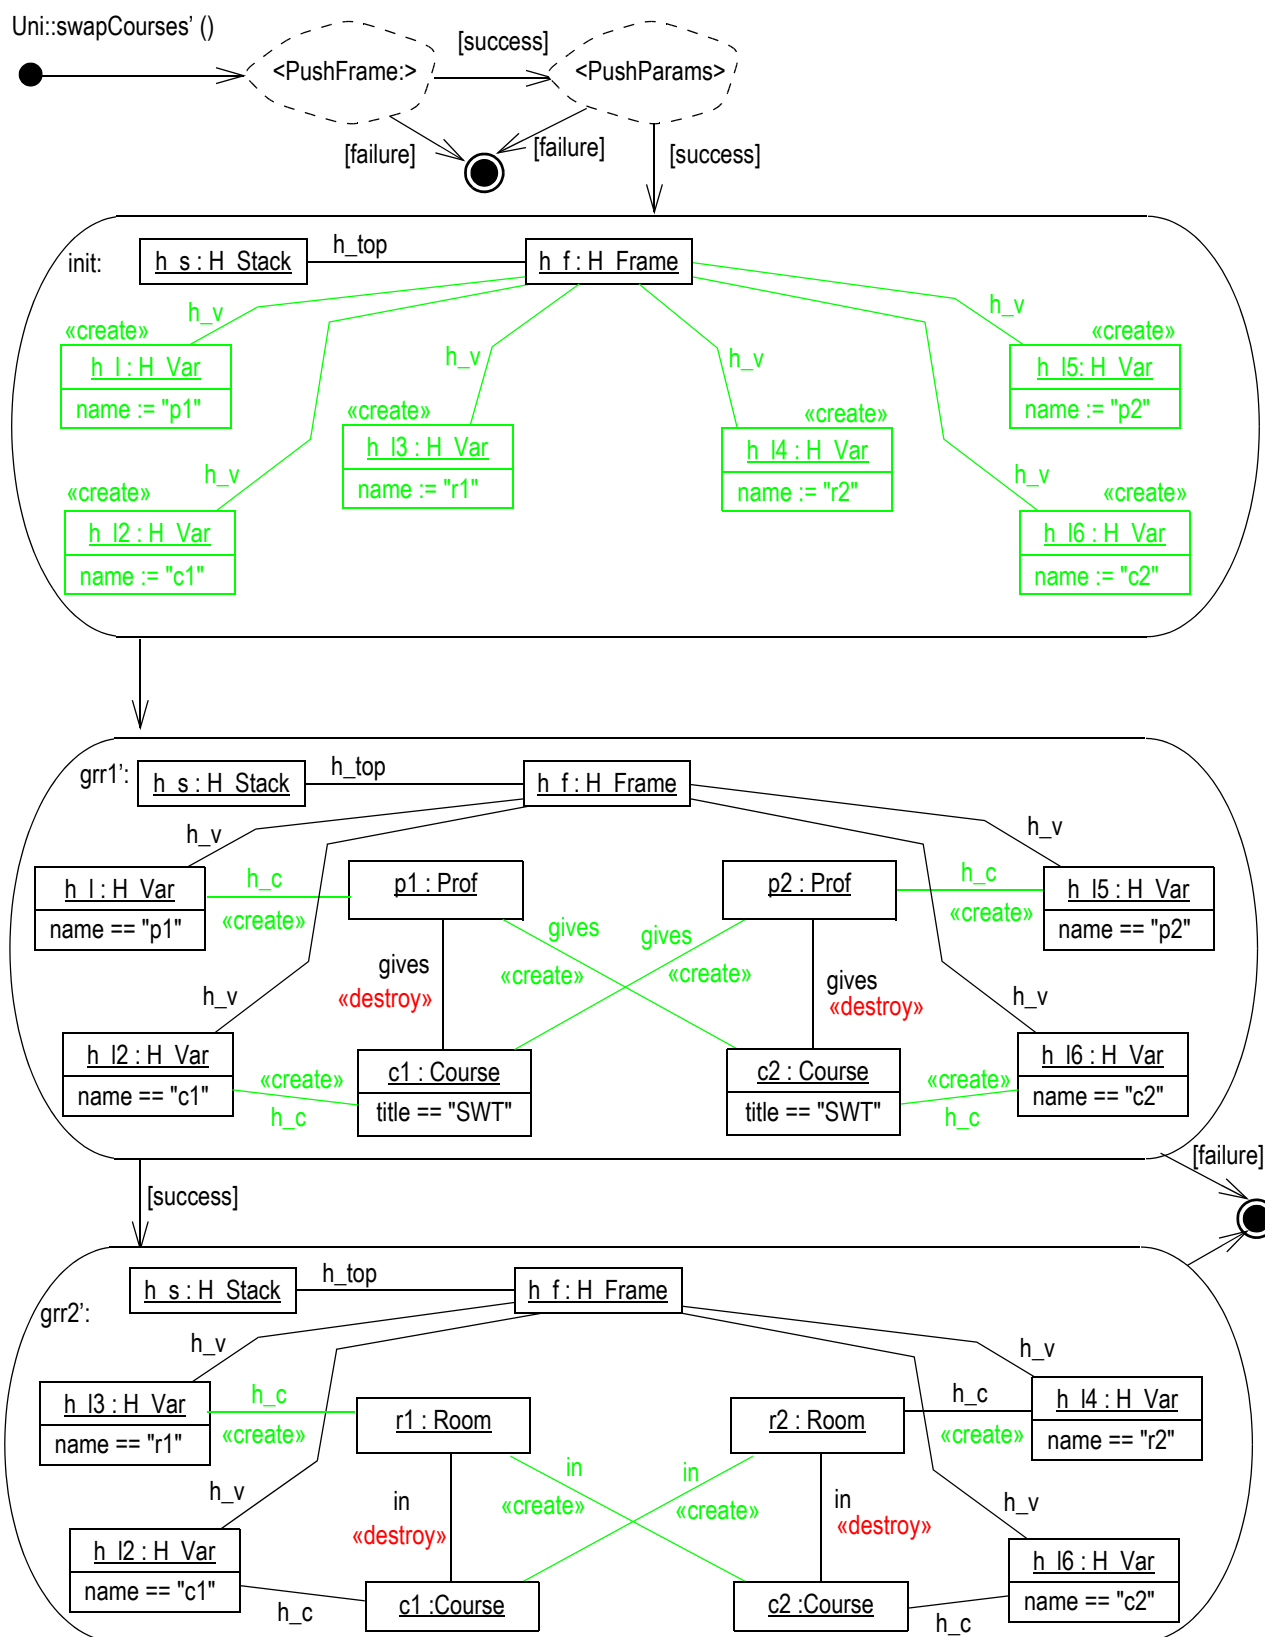 Uni::swapCourses’ ()
<PushFrame:>
[success]
<PushParams>
[failure]
[failure]
[success]
init:
h_s : H_Stack
h_top
h_f : H_Frame
h_v
h_v
«create»
h_l : H_Var
name := "p1"
h_v
«create»
h_l3 : H_Var
name := "r1"
h_v
«create»
h_l4 : H_Var
name := "r2"
«create»
h_l5: H_Var
name := "p2"
h_v
«create»
h_l2 : H_Var
name := "c1"
h_v
«create»
h_l6 : H_Var
name := "c2"
grr1’:
h_s : H_Stack
h_top
h_f : H_Frame
h_v
h_v
h_l : H_Var
name == "p1"
h_c
«create»
p1 : Prof
p2 : Prof
h_c
«create»
h_l5 : H_Var
name == "p2"
gives
gives
gives
«destroy»
«create»
«create»
gives
«destroy»
h_v
h_v
h_l2 : H_Var
name == "c1"
«create»
h_c
c1 : Course
title == "SWT"
c2 : Course
title == "SWT"
«create»
h_c
h_l6 : H_Var
name == "c2"
[failure]
[success]
grr2’:
h_s : H_Stack
h_top
h_f : H_Frame
h_v
h_v
h_l3 : H_Var
name == "r1"
h_c
«create»
r1 : Room
r2 : Room
h_c
«create»
h_l4 : H_Var
name == "r2"
in
in
in
«destroy»
«create»
«create»
in
«destroy»
h_v
h_v
h_l2 : H_Var
name == "c1"
h_c
c1 :Course
c2 :Course
h_c
h_l6 : H_Var
name == "c2"